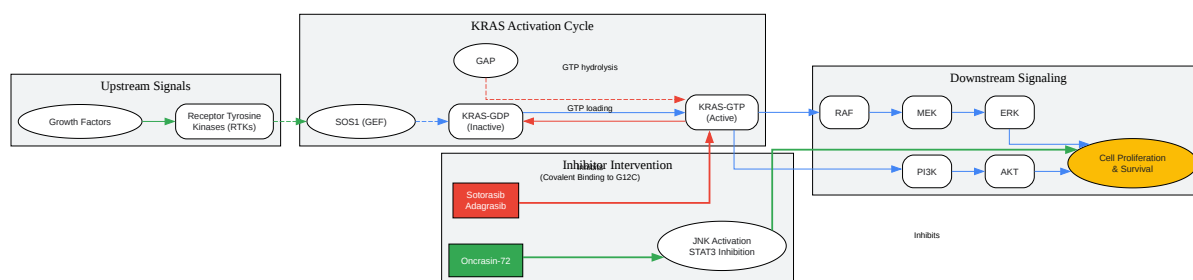 Upstream Signals
Growth Factors
Receptor Tyrosine
Kinases (RTKs)
KRAS Activation Cycle
GAP
GTP hydrolysis
SOS1 (GEF)
KRAS-GDP
(Inactive)
GTP loading
KRAS-GTP
(Active)
Downstream Signaling
RAF
MEK
ERK
PI3K
AKT
Cell Proliferation
& Survival
Inhibitor Intervention
(Covalent Binding to G12C)
Sotorasib
Adagrasib
Oncrasin-72
JNK Activation
STAT3 Inhibition
Inhibits